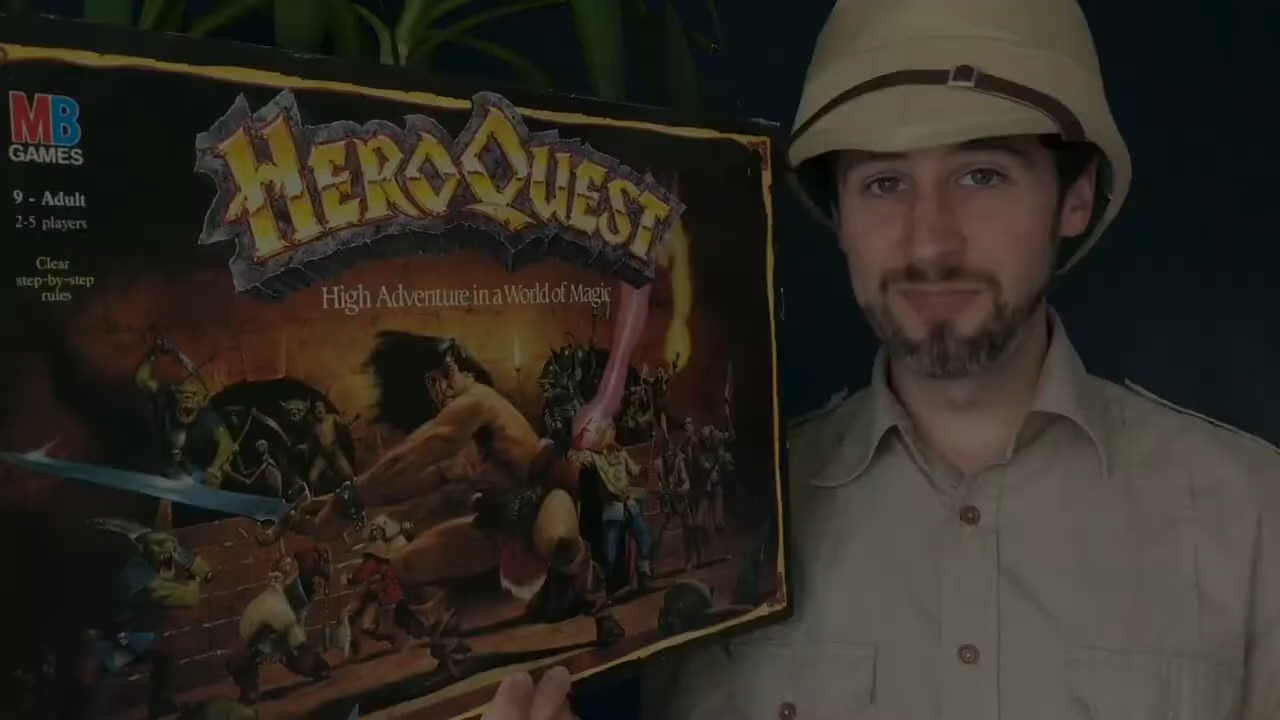 MB
GAMES
9 - Adult
2-5 players
Clear
step-by-step
rules
HEROQUEST
High Adventure in a World of Magic